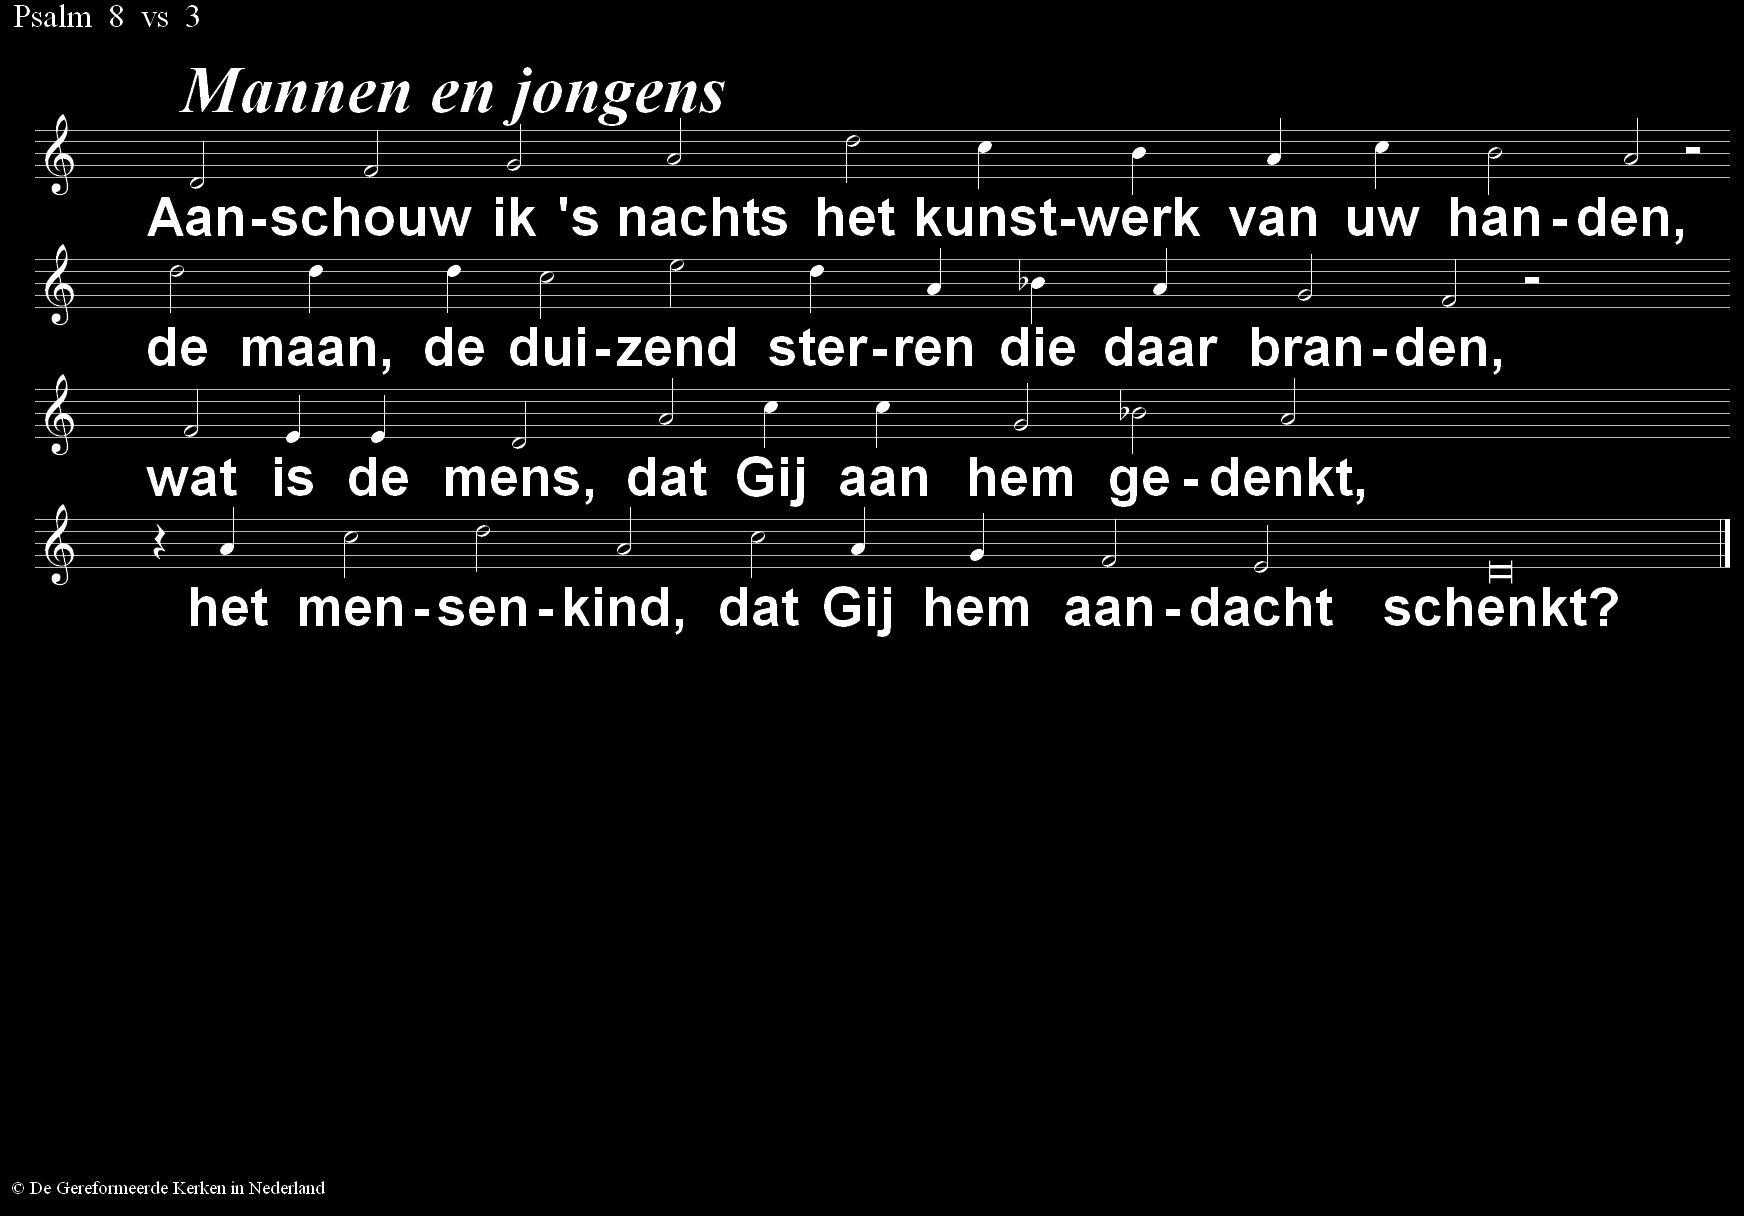 Psalm 8 vs 3
Mannen en jongens
Aan-schouw ik 's nachts het kunst-werk van uw han-den,
de maan, de dui-zend ster-ren die daar bran-den,
wat is de mens, dat Gij aan hem ge-denkt,
het men-sen-kind, dat Gij hem aan-dacht schenkt?
© De Gereformeerde Kerken in Nederland